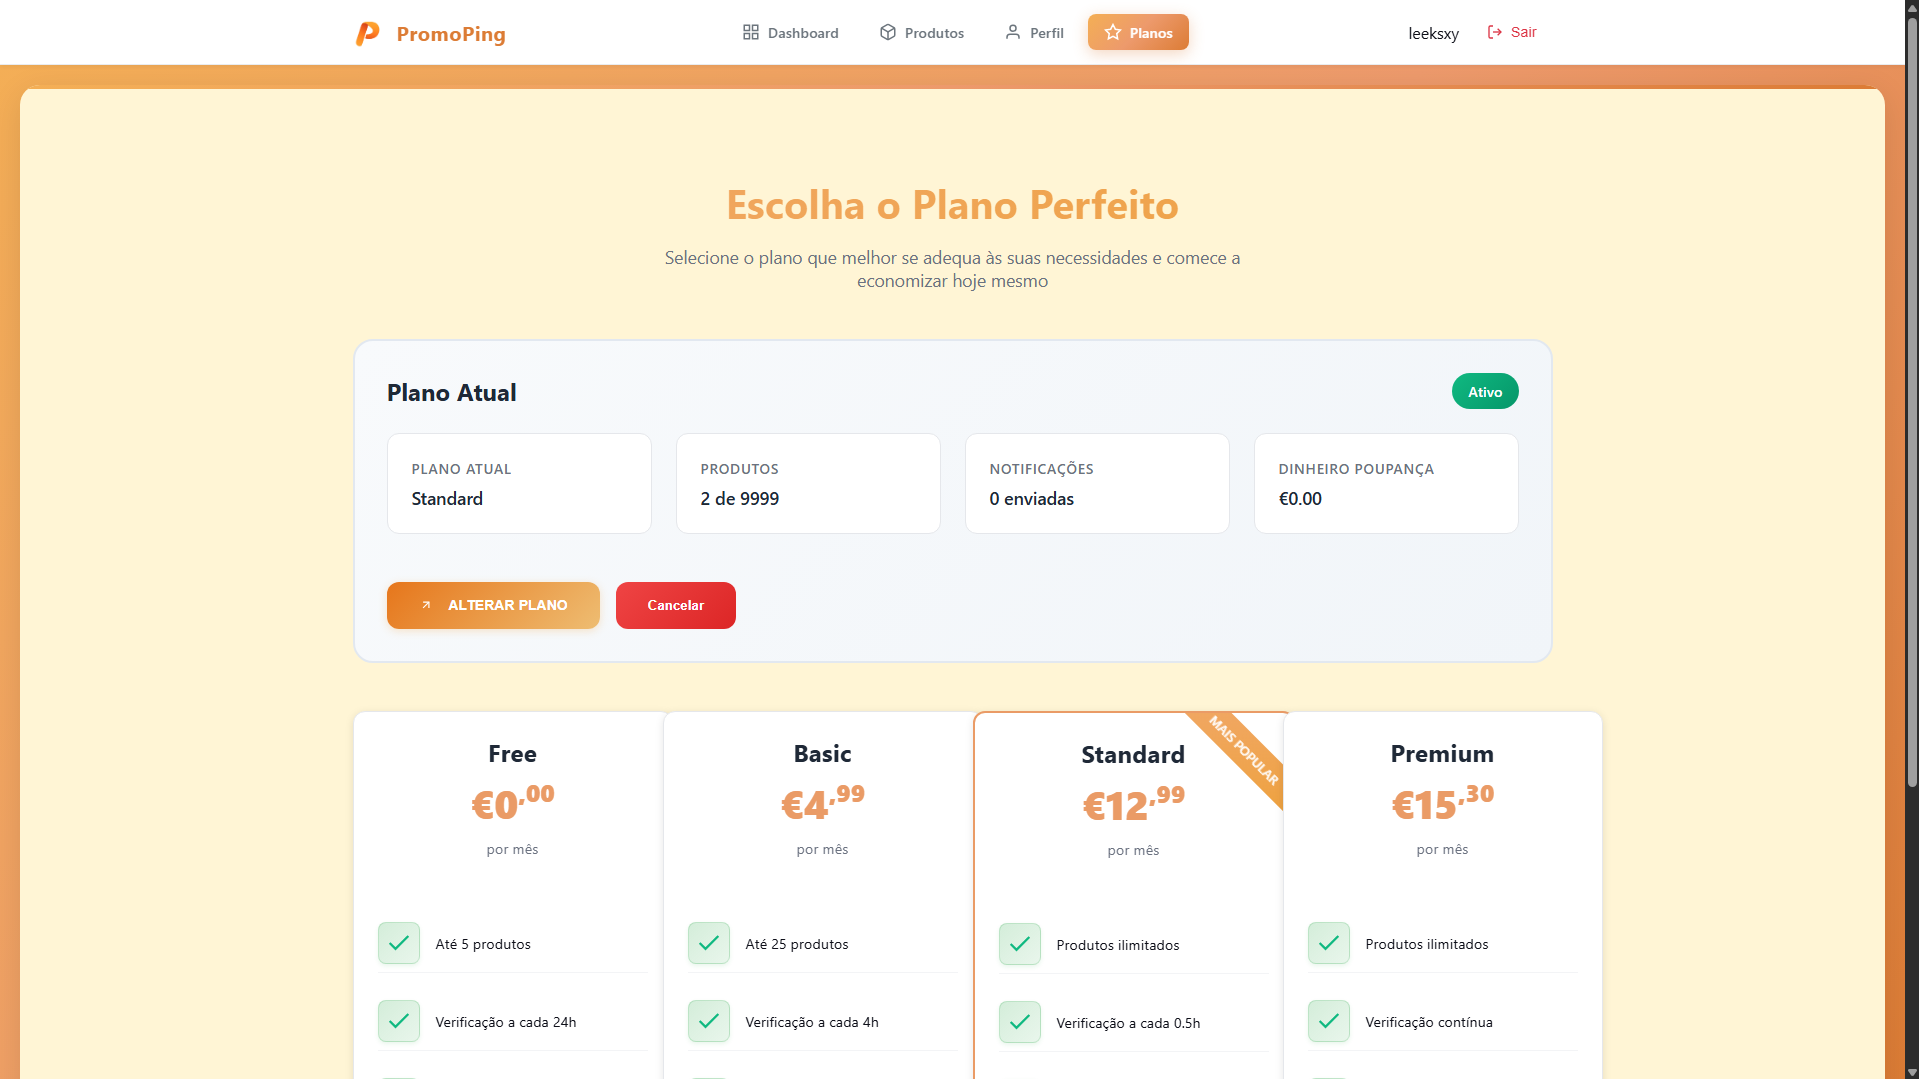 PromoPing
Dashboard
Produtos
Perfil
Planos
leeksxy
Sair
Escolha o Plano Perfeito
Selecione o plano que melhor se adequa às suas necessidades e comece a
economizar hoje mesmo
Plano Atual
Ativo
PLANO ATUAL
Standard
PRODUTOS
2 de 9999
NOTIFICAÇÕES
0 enviadas
DINHEIRO POUPANÇA
€0.00
ALTERAR PLANO
Cancelar
Free
€0,00
por mês
Até 5 produtos
Verificação a cada 24h
Basic
€4,99
por mês
Até 25 produtos
Verificação a cada 4h
MAIS POPULAR
Standard
€12,99
por mês
Produtos ilimitados
Verificação a cada 0.5h
Premium
€15,30
por mês
Produtos ilimitados
Verificação contínua